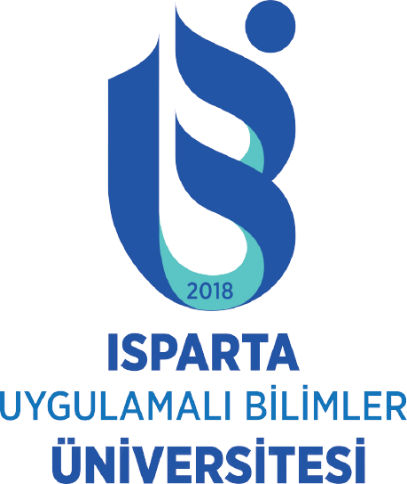 2018
ISPARTA
UYGULAMALI BİLİMLER
ÜNİVERSİTESİ